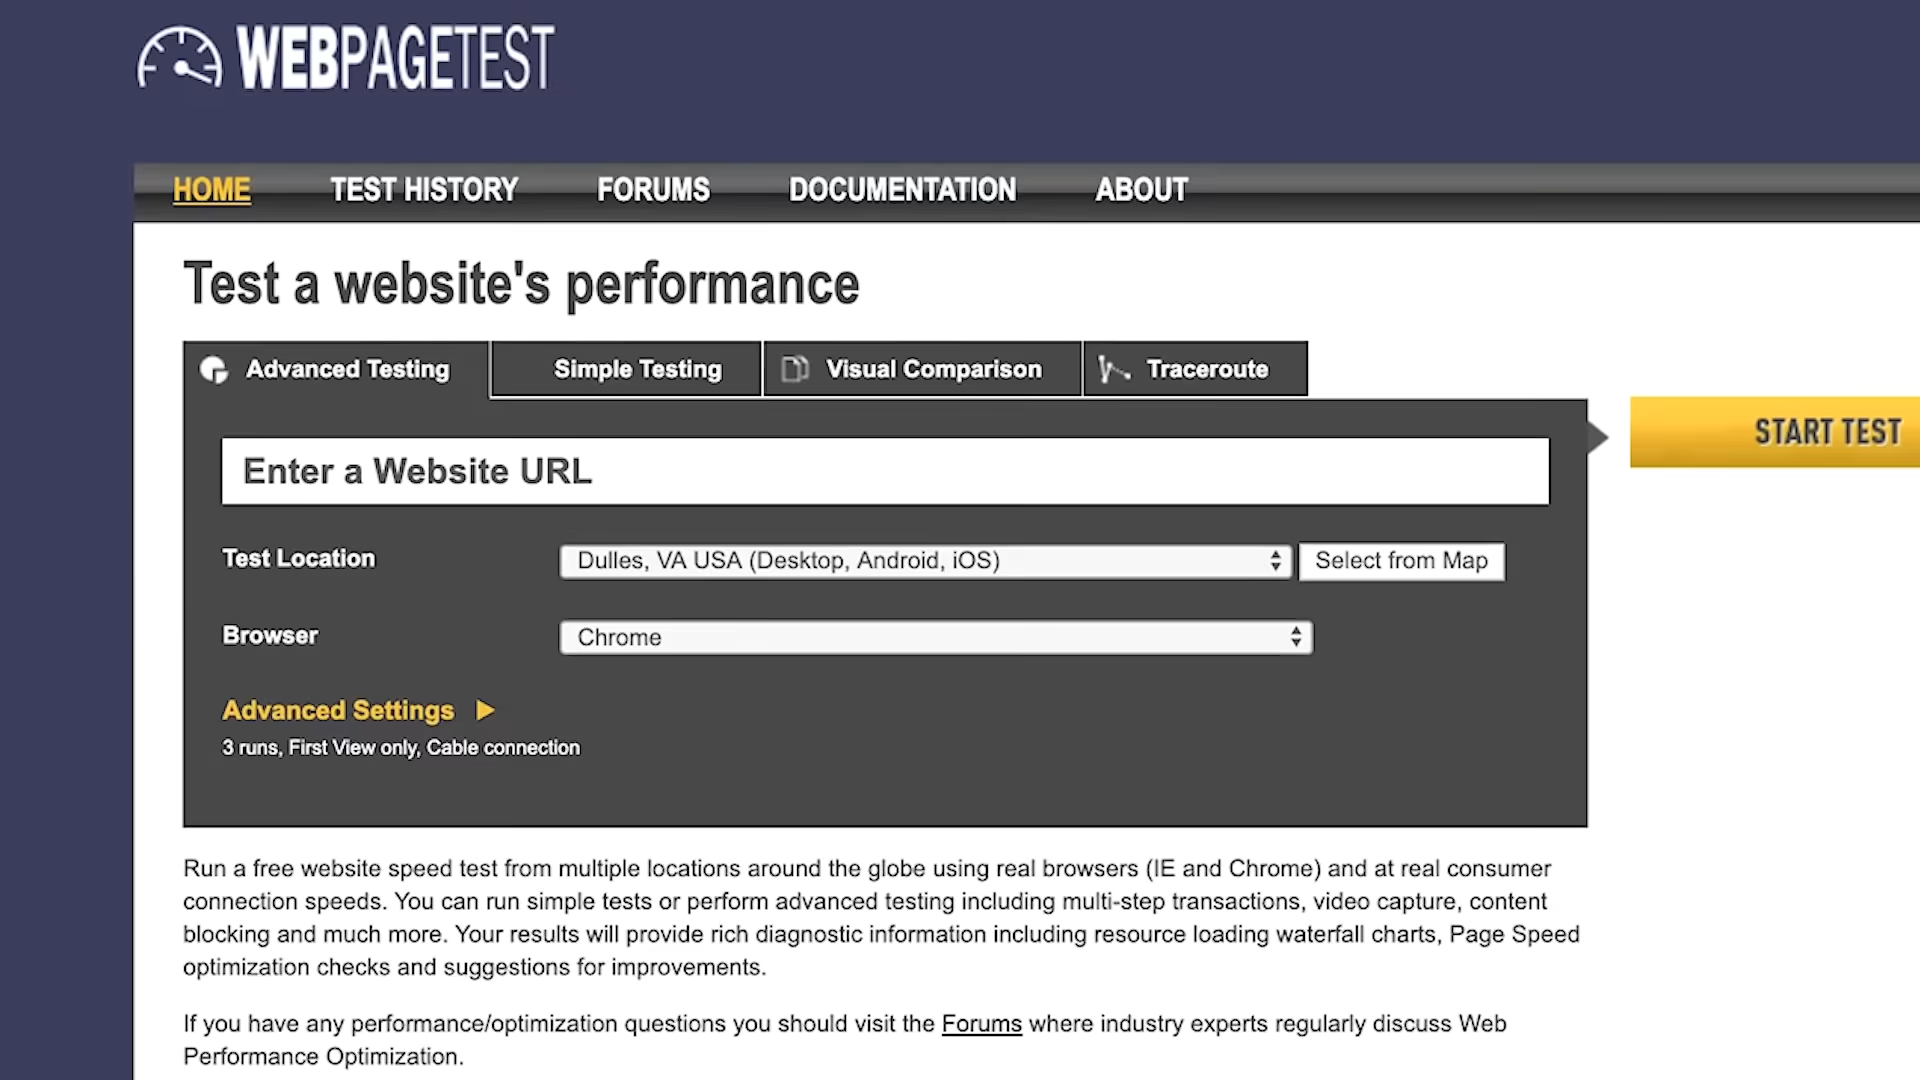 WEBPAGETEST
HOME TEST HISTORY FORUMS DOCUMENTATION ABOUT
Test a website's performance
Advanced Testing Simple Testing Visual Comparison Traceroute
START TEST
Enter a Website URL
Test Location Dulles, VA USA (Desktop, Android, iOS) Select from Map
Browser Chrome
Advanced Settings
3 runs, First View only, Cable connection
Run a free website speed test from multiple locations around the globe using real browsers (IE and Chrome) and at real consumer
connection speeds. You can run simple tests or perform advanced testing including multi-step transactions, video capture, content
blocking and much more. Your results will provide rich diagnostic information including resource loading waterfall charts, Page Speed
optimization checks and suggestions for improvements.
If you have any performance/optimization questions you should visit the Forums where industry experts regularly discuss Web
Performance Optimization.